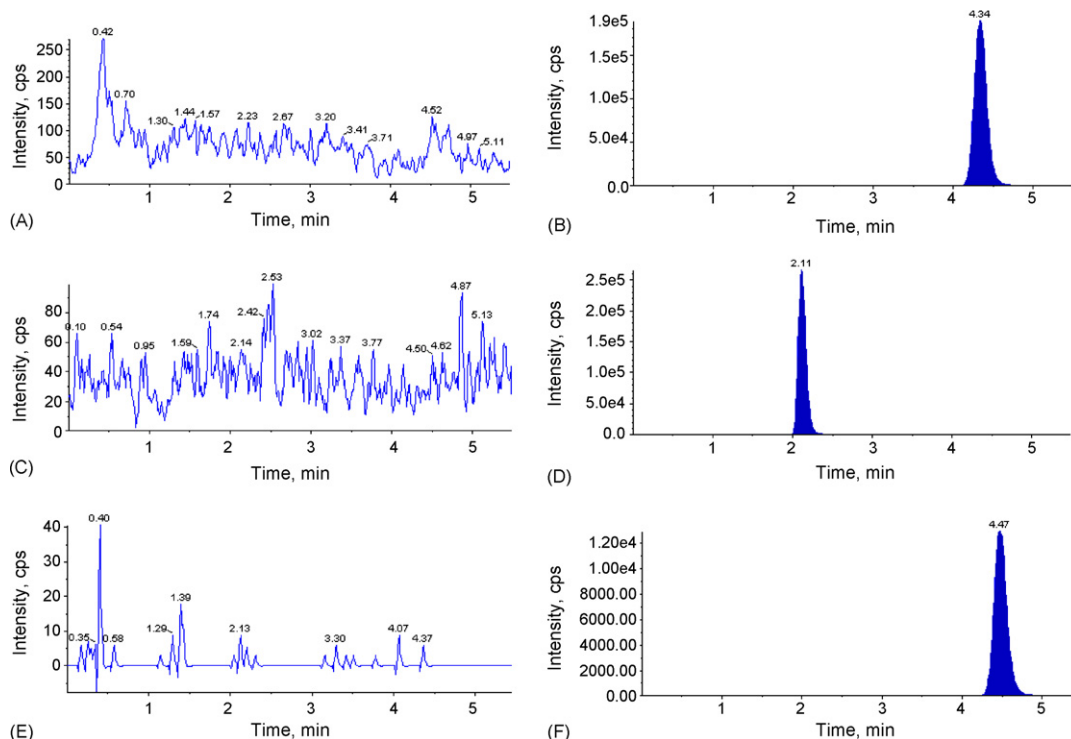 0.42
250
200
0.70
150
1.30
1.44
1.57
2.23
2.67
3.20
3.41
3.71
4.52
4.97
5.11
100
50
0
1 2 3 4 5
Intensity, cps
Time, min
(A)
4.34
1.9e5
1.5e5
1.0e5
5.0e4
0.0
1 2 3 4 5
Intensity, cps
Time, min
(B)
2.53
4.87
80
0.10
0.54
0.95
1.59
1.74
2.14
2.42
3.02
3.37
3.77
4.50
4.62
5.13
60
40
20
0
1 2 3 4 5
Intensity, cps
Time, min
(C)
2.11
2.5e5
2.0e5
1.5e5
1.0e5
5.0e4
0.0
1 2 3 4 5
Intensity, cps
Time, min
(D)
0.40
40
30
20
1.39
10
0.35
0.58
1.29
2.13
3.30
4.07
4.37
0
1 2 3 4 5
Intensity, cps
Time, min
(E)
4.47
1.20e4
1.00e4
8000.00
6000.00
4000.00
2000.00
0.00
1 2 3 4 5
Intensity, cps
Time, min
(F)